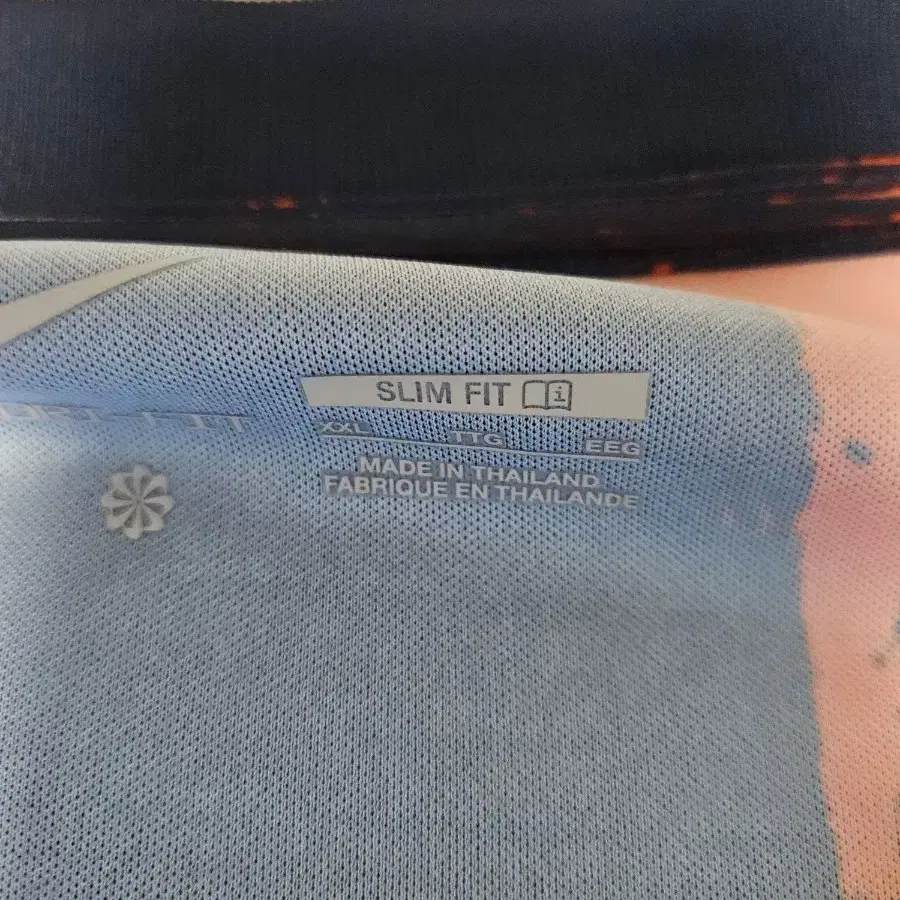 SLIM FIT
XXL TTG EEG
MADE IN THAILAND
FABRIQUE EN THAILANDE